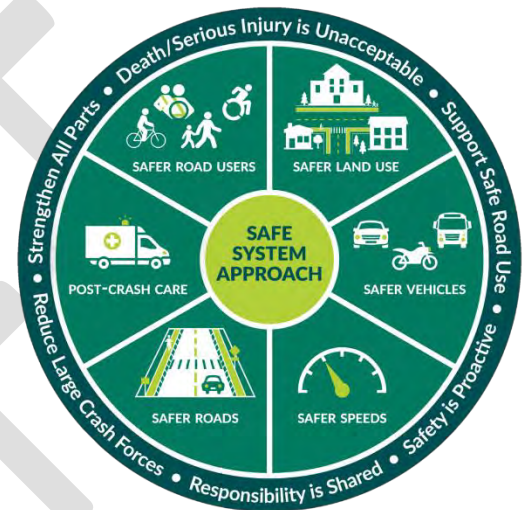 Death/Serious Injury is Unacceptable
Support Safe Road Use
Safety is Proactive
Responsibility is Shared
Reduce Large Crash Forces
Strengthen All Parts
SAFER ROAD USERS
SAFER LAND USE
SAFE
SYSTEM
APPROACH
POST-CRASH CARE
SAFER VEHICLES
SAFER ROADS
SAFER SPEEDS